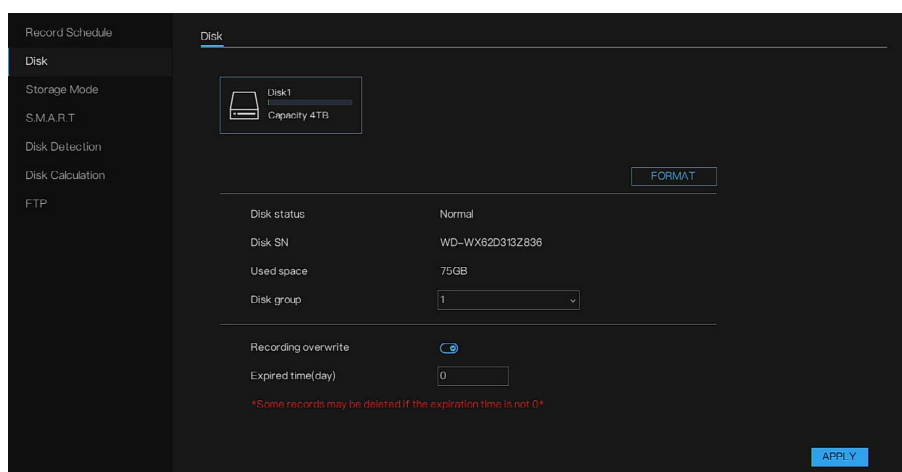 Record Schedule
Disk
Storage Mode
S.M.A.R.T
Disk Detection
Disk Calculation
FTP
Disk
Disk1
Capacity 4TB
FORMAT
Disk status Normal
Disk SN WD-WX62D313Z836
Used space 75GB
Disk group 1
Recording overwrite
Expired time(day) 0
*Some records may be deleted if the expiration time is not 0*
APPLY